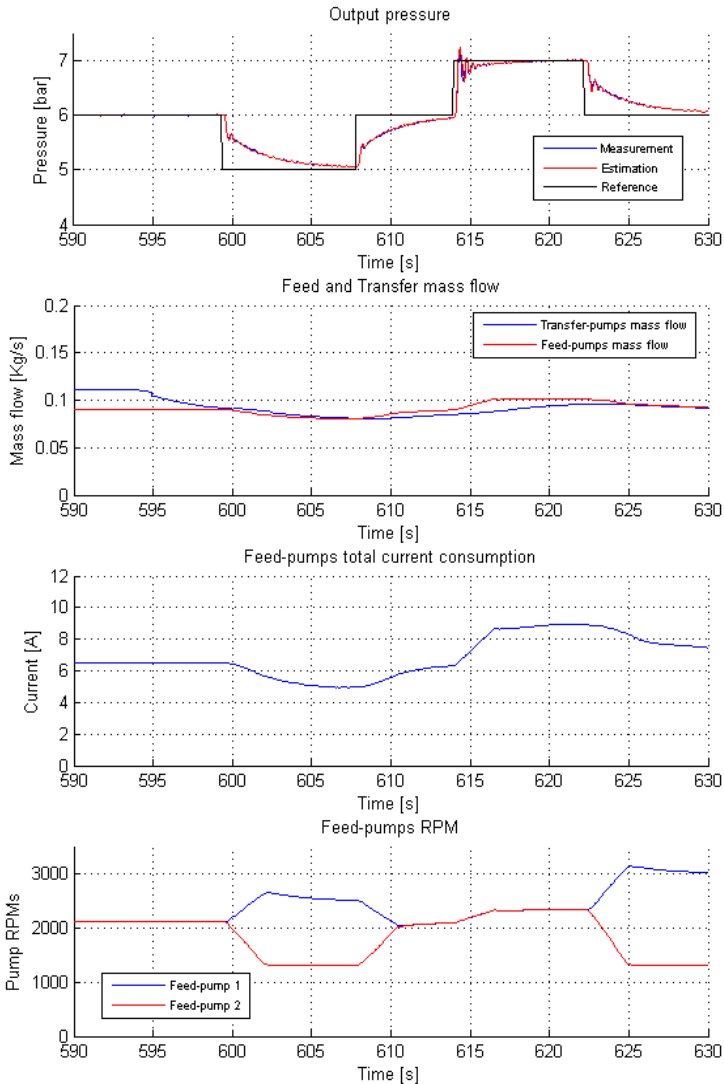 Output pressure
7
6
5
4
Pressure [bar]
Measurement
Estimation
Reference
590 595 600 605 610 615 620 625 630
Time [s]
Feed and Transfer mass flow
0.2
0.15
0.1
0.05
0
Mass flow [Kg/s]
Transfer-pumps mass flow
Feed-pumps mass flow
590 595 600 605 610 615 620 625 630
Time [s]
Feed-pumps total current consumption
12
10
8
6
4
2
0
Current [A]
590 595 600 605 610 615 620 625 630
Time [s]
Feed-pumps RPM
3000
2000
1000
0
Pump RPMs
Feed-pump 1
Feed-pump 2
590 595 600 605 610 615 620 625 630
Time [s]